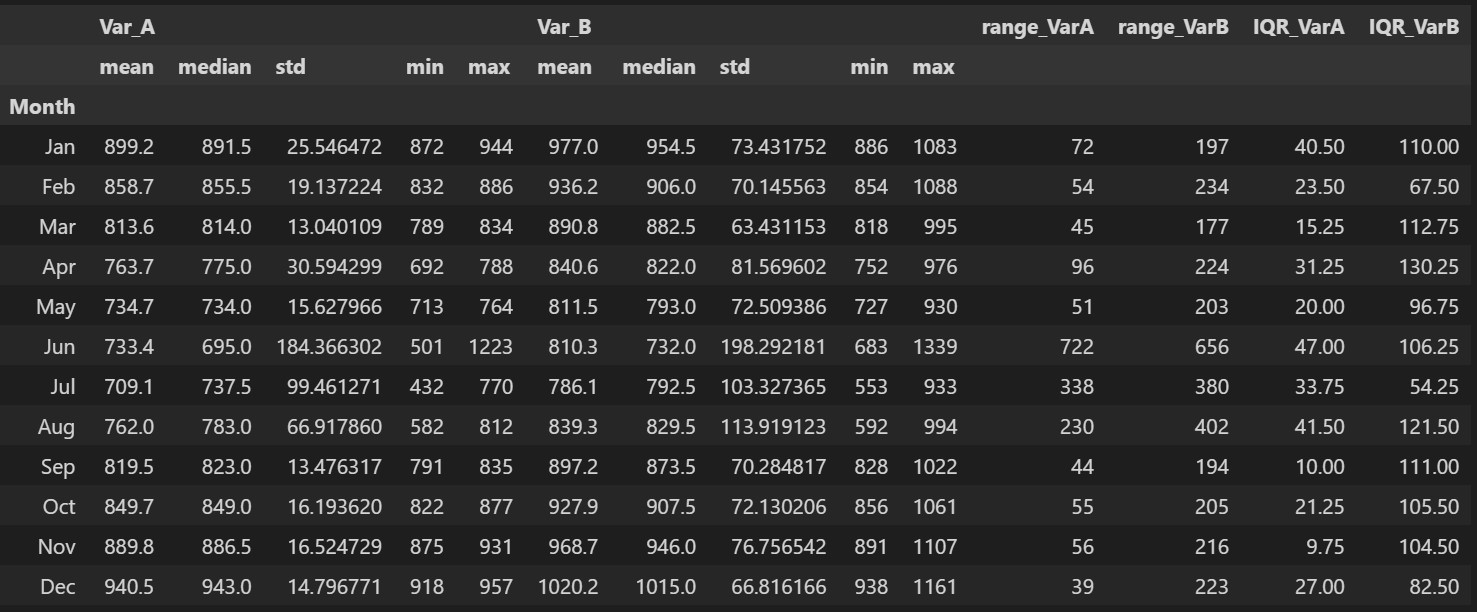 Var_A Var_B range_VarA range_VarB IQR_VarA IQR_VarB
mean median std min max mean median std min max
Month
Jan 899.2 891.5 25.546472 872 944 977.0 954.5 73.431752 886 1083 72 197 40.50 110.00
Feb 858.7 855.5 19.137224 832 886 936.2 906.0 70.145563 854 1088 54 234 23.50 67.50
Mar 813.6 814.0 13.040109 789 834 890.8 882.5 63.431153 818 995 45 177 15.25 112.75
Apr 763.7 775.0 30.594299 692 788 840.6 822.0 81.569602 752 976 96 224 31.25 130.25
May 734.7 734.0 15.627966 713 764 811.5 793.0 72.509386 727 930 51 203 20.00 96.75
Jun 733.4 695.0 184.366302 501 1223 810.3 732.0 198.292181 683 1339 722 656 47.00 106.25
Jul 709.1 737.5 99.461271 432 770 786.1 792.5 103.327365 553 933 338 380 33.75 54.25
Aug 762.0 783.0 66.917860 582 812 839.3 829.5 113.919123 592 994 230 402 41.50 121.50
Sep 819.5 823.0 13.476317 791 835 897.2 873.5 70.284817 828 1022 44 194 10.00 111.00
Oct 849.7 849.0 16.193620 822 877 927.9 907.5 72.130206 856 1061 55 205 21.25 105.50
Nov 889.8 886.5 16.524729 875 931 968.7 946.0 76.756542 891 1107 56 216 9.75 104.50
Dec 940.5 943.0 14.796771 918 957 1020.2 1015.0 66.816166 938 1161 39 223 27.00 82.50